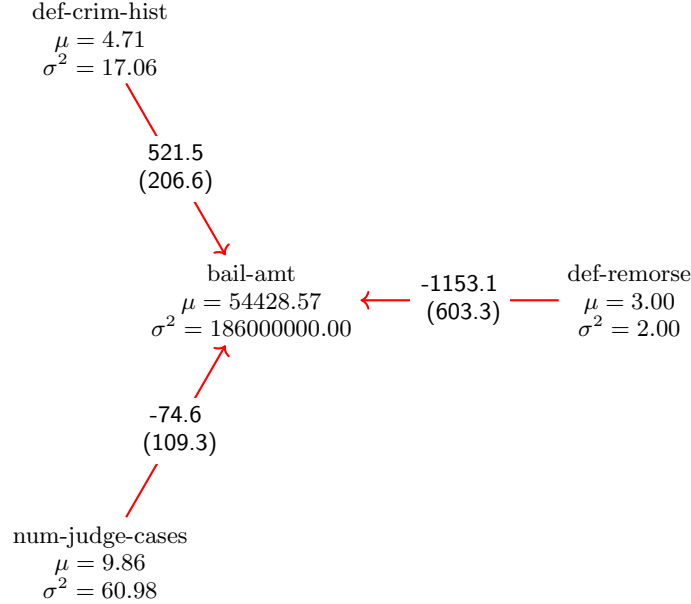 def-crim-hist
μ = 4.71
σ² = 17.06
521.5
(206.6)
bail-amt
μ = 54428.57
σ² = 186000000.00
-1153.1
(603.3)
def-remorse
μ = 3.00
σ² = 2.00
-74.6
(109.3)
num-judge-cases
μ = 9.86
σ² = 60.98